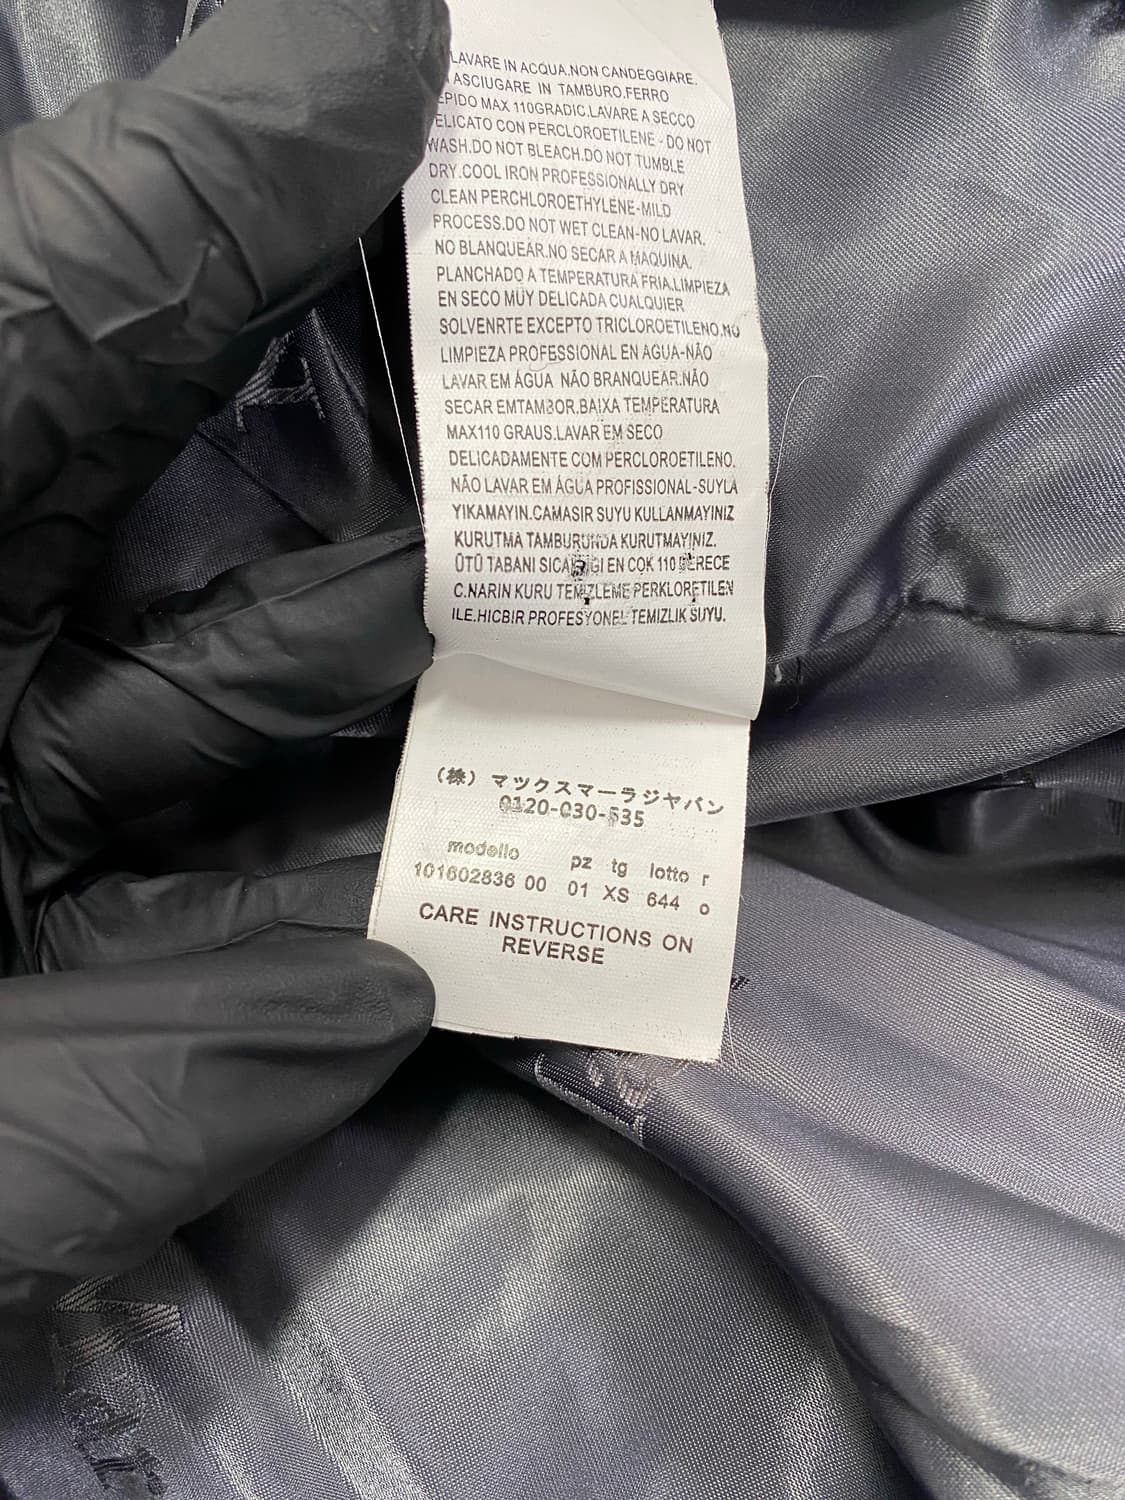 LAVARE IN ACQUA.NON CANDEGGIARE.
ASCIUGARE IN TAMBURO.FERRO
EPIDO MAX 110GRADIC.LAVARE A SECCO
ELICATO CON PERCLOROETILENE - DO NOT
WASH.DO NOT BLEACH.DO NOT TUMBLE
DRY.COOL IRON PROFESSIONALLY DRY
CLEAN PERCHLOROETHYLENE-MILD
PROCESS.DO NOT WET CLEAN-NO LAVAR.
NO BLANQUEAR.NO SECAR A MAQUINA.
PLANCHADO A TEMPERATURA FRIA.LIMPIEZA
EN SECO MUY DELICADA CUALQUIER
SOLVENRTE EXCEPTO TRICLOROETILENO.NO
LIMPIEZA PROFESSIONAL EN AGUA-NÃO
LAVAR EM ÁGUA NÃO BRANQUEAR.NÃO
SECAR EMTAMBOR.BAIXA TEMPERATURA
MAX110 GRAUS.LAVAR EM SECO
DELICADAMENTE COM PERCLOROETILENO.
NÃO LAVAR EM ÁGUA PROFISSIONAL-SUYLA
YIKAMAYIN.CAMASIR SUYU KULLANMAYINIZ
KURUTMA TAMBURUNDA KURUTMAYINIZ.
ÜTÜ TABANI EN COK 110 DERECE
C.NARIN KURU TEMIZLEME PERKLORETILEN
ILE.HICBIR PROFESYONEL TEMIZLIK SUYU.
（株）マックスマーラジヤパン
0120-030-535
modello pz tg lotto r
101602836 00 01 XS 644 o
CARE INSTRUCTIONS ON
REVERSE